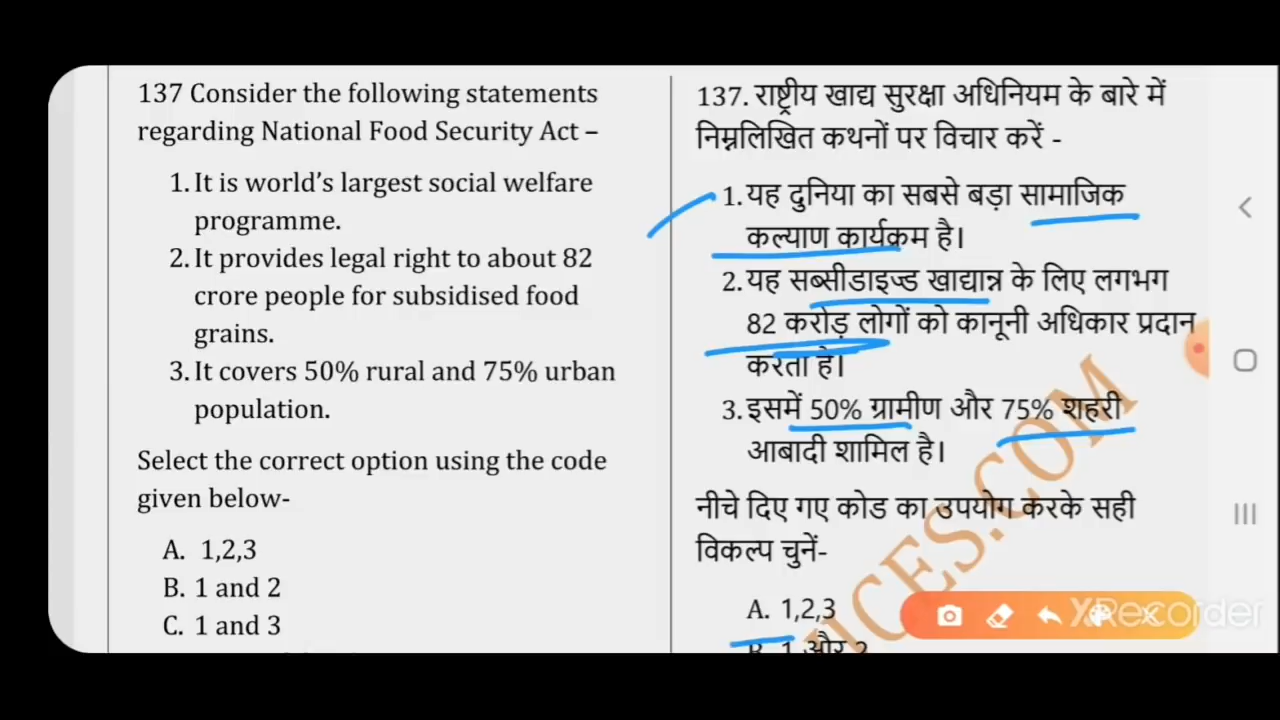 137 Consider the following statements
regarding National Food Security Act –
1. It is world's largest social welfare
programme.
2. It provides legal right to about 82
crore people for subsidised food
grains.
3. It covers 50% rural and 75% urban
population.
Select the correct option using the code
given below-
A. 1,2,3
B. 1 and 2
C. 1 and 3
137. राष्ट्रीय खाद्य सुरक्षा अधिनियम के बारे में
निम्नलिखित कथनों पर विचार करें -
1. यह दुनिया का सबसे बड़ा सामाजिक
कल्याण कार्यक्रम है।
2. यह सब्सीडाइज्ड खाद्यान्न के लिए लगभग
82 करोड़ लोगों को कानूनी अधिकार प्रदान
करता है।
3. इसमें 50% ग्रामीण और 75% शहरी
आबादी शामिल है।
नीचे दिए गए कोड का उपयोग करके सही
विकल्प चुनें-
A. 1,2,3
B. 1 और 2
ICES.COM
XRecorder